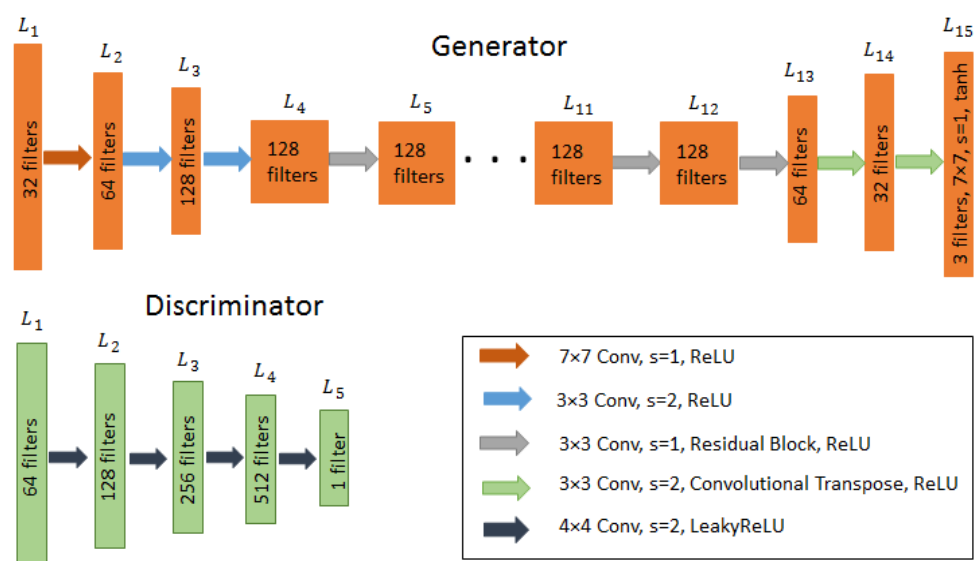 Generator
L₁
L₂
L₃
L₄
L₅
L₁₁
L₁₂
L₁₃
L₁₄
L₁₅
32 filters
64 filters
128 filters
128
filters
128
filters
. . .
128
filters
128
filters
64 filters
32 filters
3 filters, 7×7, s=1, tanh
Discriminator
L₁
L₂
L₃
L₄
L₅
64 filters
128 filters
256 filters
512 filters
1 filter
7×7 Conv, s=1, ReLU
3×3 Conv, s=2, ReLU
3×3 Conv, s=1, Residual Block, ReLU
3×3 Conv, s=2, Convolutional Transpose, ReLU
4×4 Conv, s=2, LeakyReLU